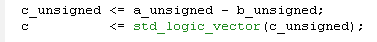 c_unsigned <= a_unsigned - b_unsigned;
c          <= std_logic_vector(c_unsigned);